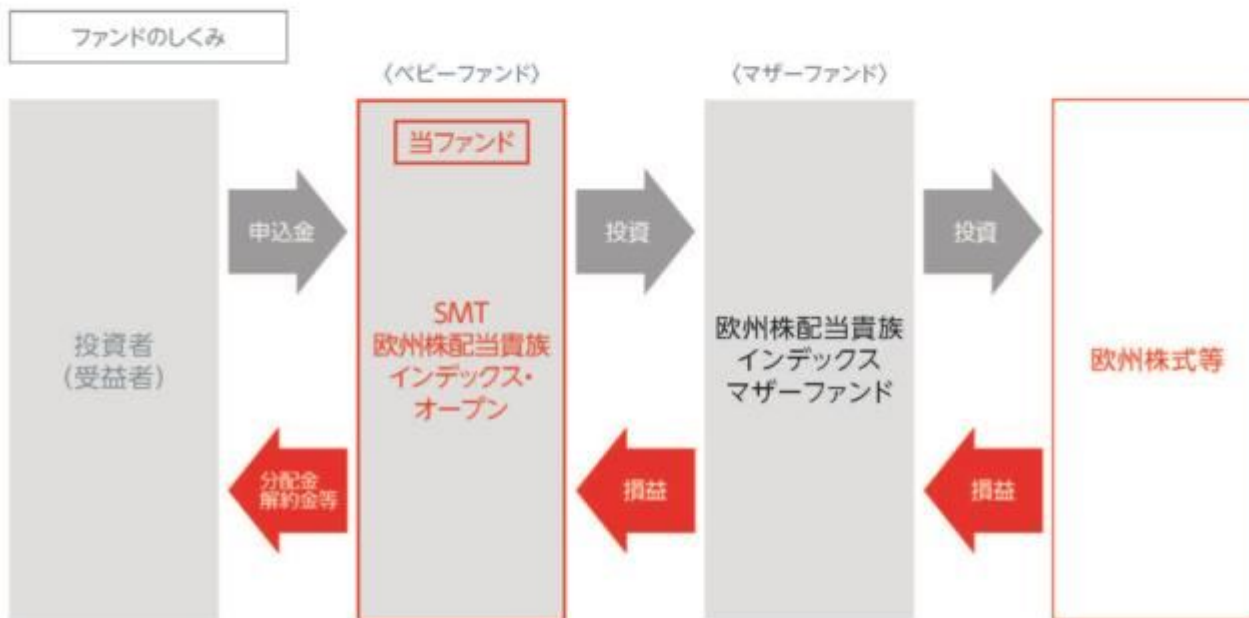 ファンドのしくみ
〈ベビーファンド〉
〈マザーファンド〉
当ファンド
申込金
投資
投資
投資者
(受益者)
SMT
欧州株配当貴族
インデックス・
オープン
欧州株配当貴族
インデックス
マザーファンド
欧州株式等
分配金
解約金等
損益
損益